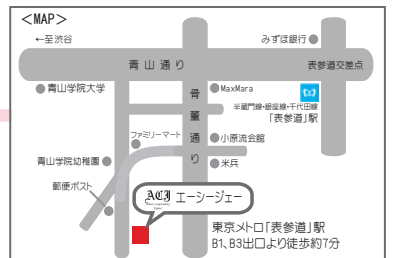 <MAP>
←至渋谷
みずほ銀行
青山通り
表参道交差点
青山学院大学
MaxMara
半蔵門線・銀座線・千代田線
「表参道」駅
骨董通り
ファミリーマート
小原流会館
青山学院幼稚園
米兵
郵便ポスト
ACJ エーシージェー
東京メトロ「表参道」駅
B1、B3出口より徒歩約7分